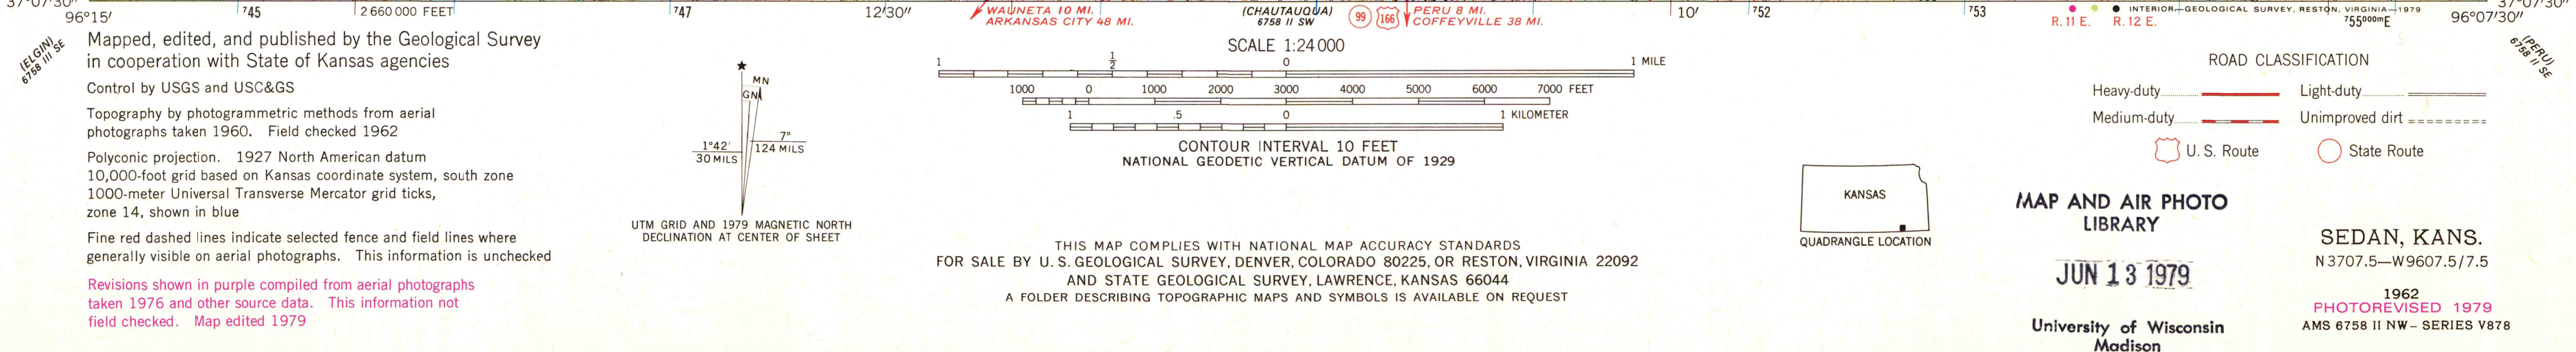 37°07'30"
96°15'
⁷45
2 660 000 FEET
⁷47
12'30"
WAUNETA 10 MI.
ARKANSAS CITY 48 MI.
(CHAUTAUQUA)
6758 II SW
99
166
PERU 8 MI.
COFFEYVILLE 38 MI.
10'
⁷52
⁷53
INTERIOR—GEOLOGICAL SURVEY, RESTON, VIRGINIA—1979
R. 11 E. R. 12 E.
⁷55⁰⁰⁰ᵐE
37°07'30"
96°07'30"
(ELGIN)
6758 III SE
Mapped, edited, and published by the Geological Survey
in cooperation with State of Kansas agencies
Control by USGS and USC&GS
Topography by photogrammetric methods from aerial
photographs taken 1960. Field checked 1962
Polyconic projection. 1927 North American datum
10,000-foot grid based on Kansas coordinate system, south zone
1000-meter Universal Transverse Mercator grid ticks,
zone 14, shown in blue
Fine red dashed lines indicate selected fence and field lines where
generally visible on aerial photographs. This information is unchecked
Revisions shown in purple compiled from aerial photographs
taken 1976 and other source data. This information not
field checked. Map edited 1979
MN
GN
1°42'
30 MILS
7°
124 MILS
UTM GRID AND 1979 MAGNETIC NORTH
DECLINATION AT CENTER OF SHEET
SCALE 1:24 000
1 ½ 0 1 MILE
1000 0 1000 2000 3000 4000 5000 6000 7000 FEET
1 .5 0 1 KILOMETER
CONTOUR INTERVAL 10 FEET
NATIONAL GEODETIC VERTICAL DATUM OF 1929
THIS MAP COMPLIES WITH NATIONAL MAP ACCURACY STANDARDS
FOR SALE BY U. S. GEOLOGICAL SURVEY, DENVER, COLORADO 80225, OR RESTON, VIRGINIA 22092
AND STATE GEOLOGICAL SURVEY, LAWRENCE, KANSAS 66044
A FOLDER DESCRIBING TOPOGRAPHIC MAPS AND SYMBOLS IS AVAILABLE ON REQUEST
KANSAS
QUADRANGLE LOCATION
(PERU)
6758 II SE
ROAD CLASSIFICATION
Heavy-duty Light-duty
Medium-duty Unimproved dirt
U. S. Route State Route
MAP AND AIR PHOTO
LIBRARY
JUN 13 1979
University of Wisconsin
Madison
SEDAN, KANS.
N3707.5—W9607.5/7.5
1962
PHOTOREVISED 1979
AMS 6758 II NW—SERIES V878